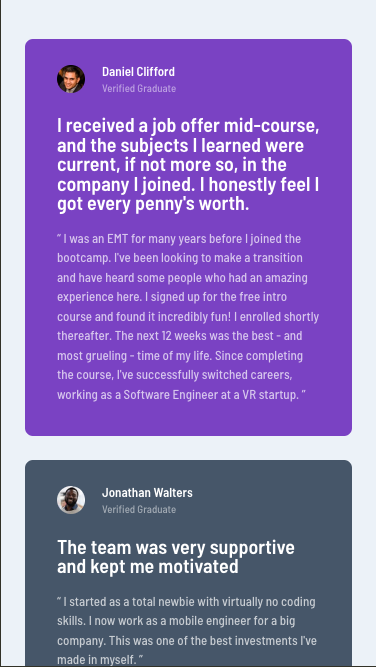 Daniel Clifford
Verified Graduate
I received a job offer mid-course,
and the subjects I learned were
current, if not more so, in the
company I joined. I honestly feel I
got every penny's worth.
“ I was an EMT for many years before I joined the
bootcamp. I've been looking to make a transition
and have heard some people who had an amazing
experience here. I signed up for the free intro
course and found it incredibly fun! I enrolled shortly
thereafter. The next 12 weeks was the best - and
most grueling - time of my life. Since completing
the course, I've successfully switched careers,
working as a Software Engineer at a VR startup. ”
Jonathan Walters
Verified Graduate
The team was very supportive
and kept me motivated
“ I started as a total newbie with virtually no coding
skills. I now work as a mobile engineer for a big
company. This was one of the best investments I've
made in myself. ”